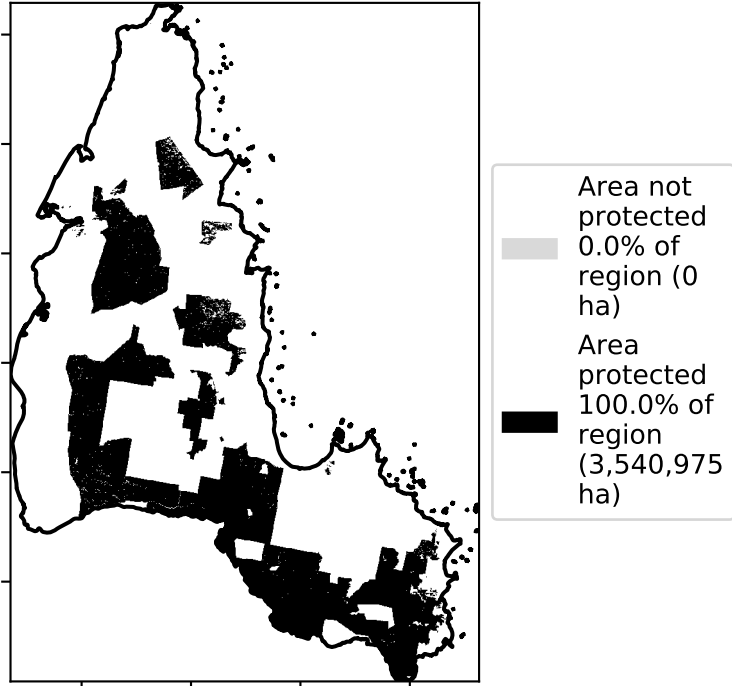 Area not
protected
0.0% of
region (0
ha)
Area
protected
100.0% of
region
(3,540,975
ha)